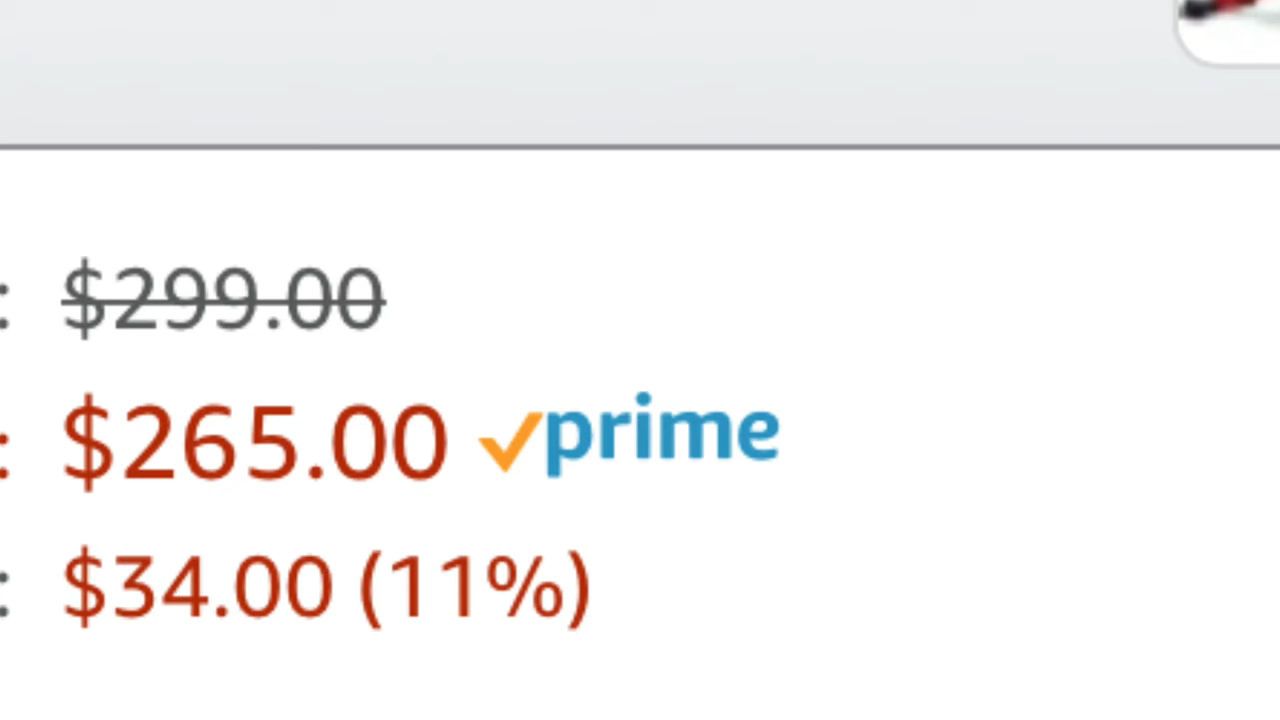 : $299.00
: $265.00 prime
: $34.00 (11%)